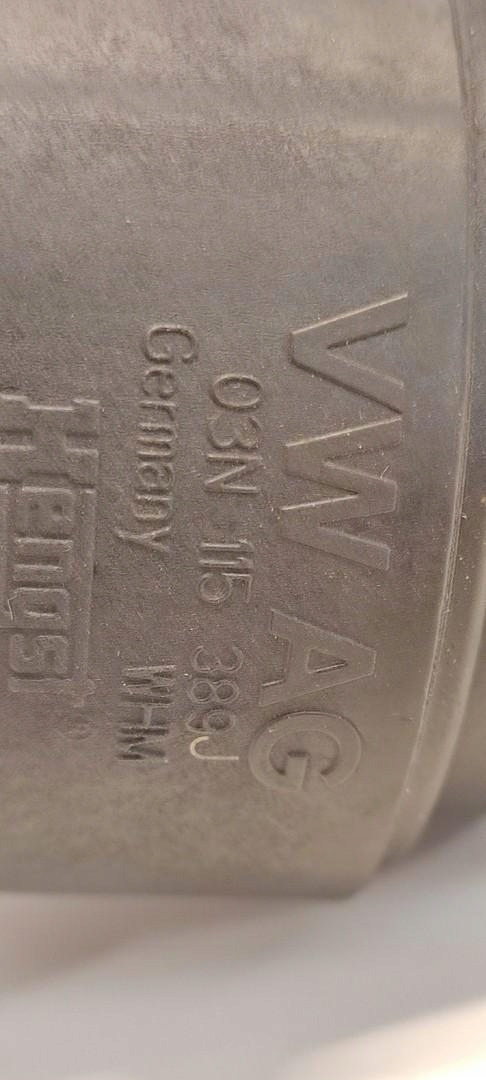 VW AG
03N 115 389J
Germany WHM
Hengst
®